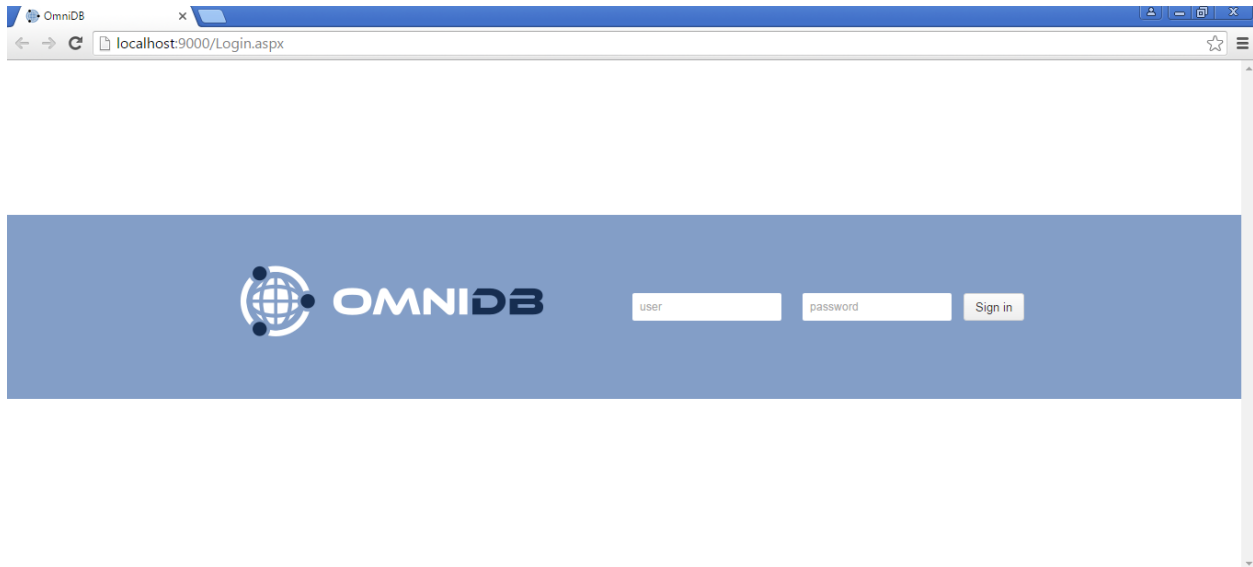 OmniDB
localhost:9000/Login.aspx
OMNIDB
user
password
Sign in